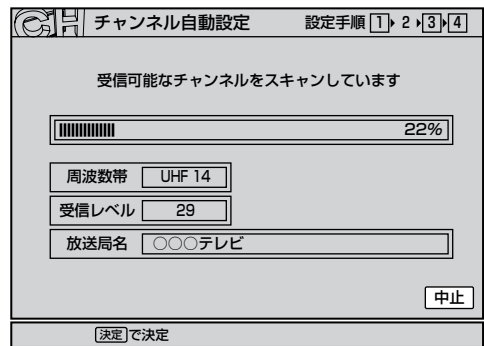 CH チャンネル自動設定 設定手順 1 2 3 4
受信可能なチャンネルをスキャンしています
22%
周波数帯 UHF 14
受信レベル 29
放送局名 ○○○テレビ
中止
決定で決定